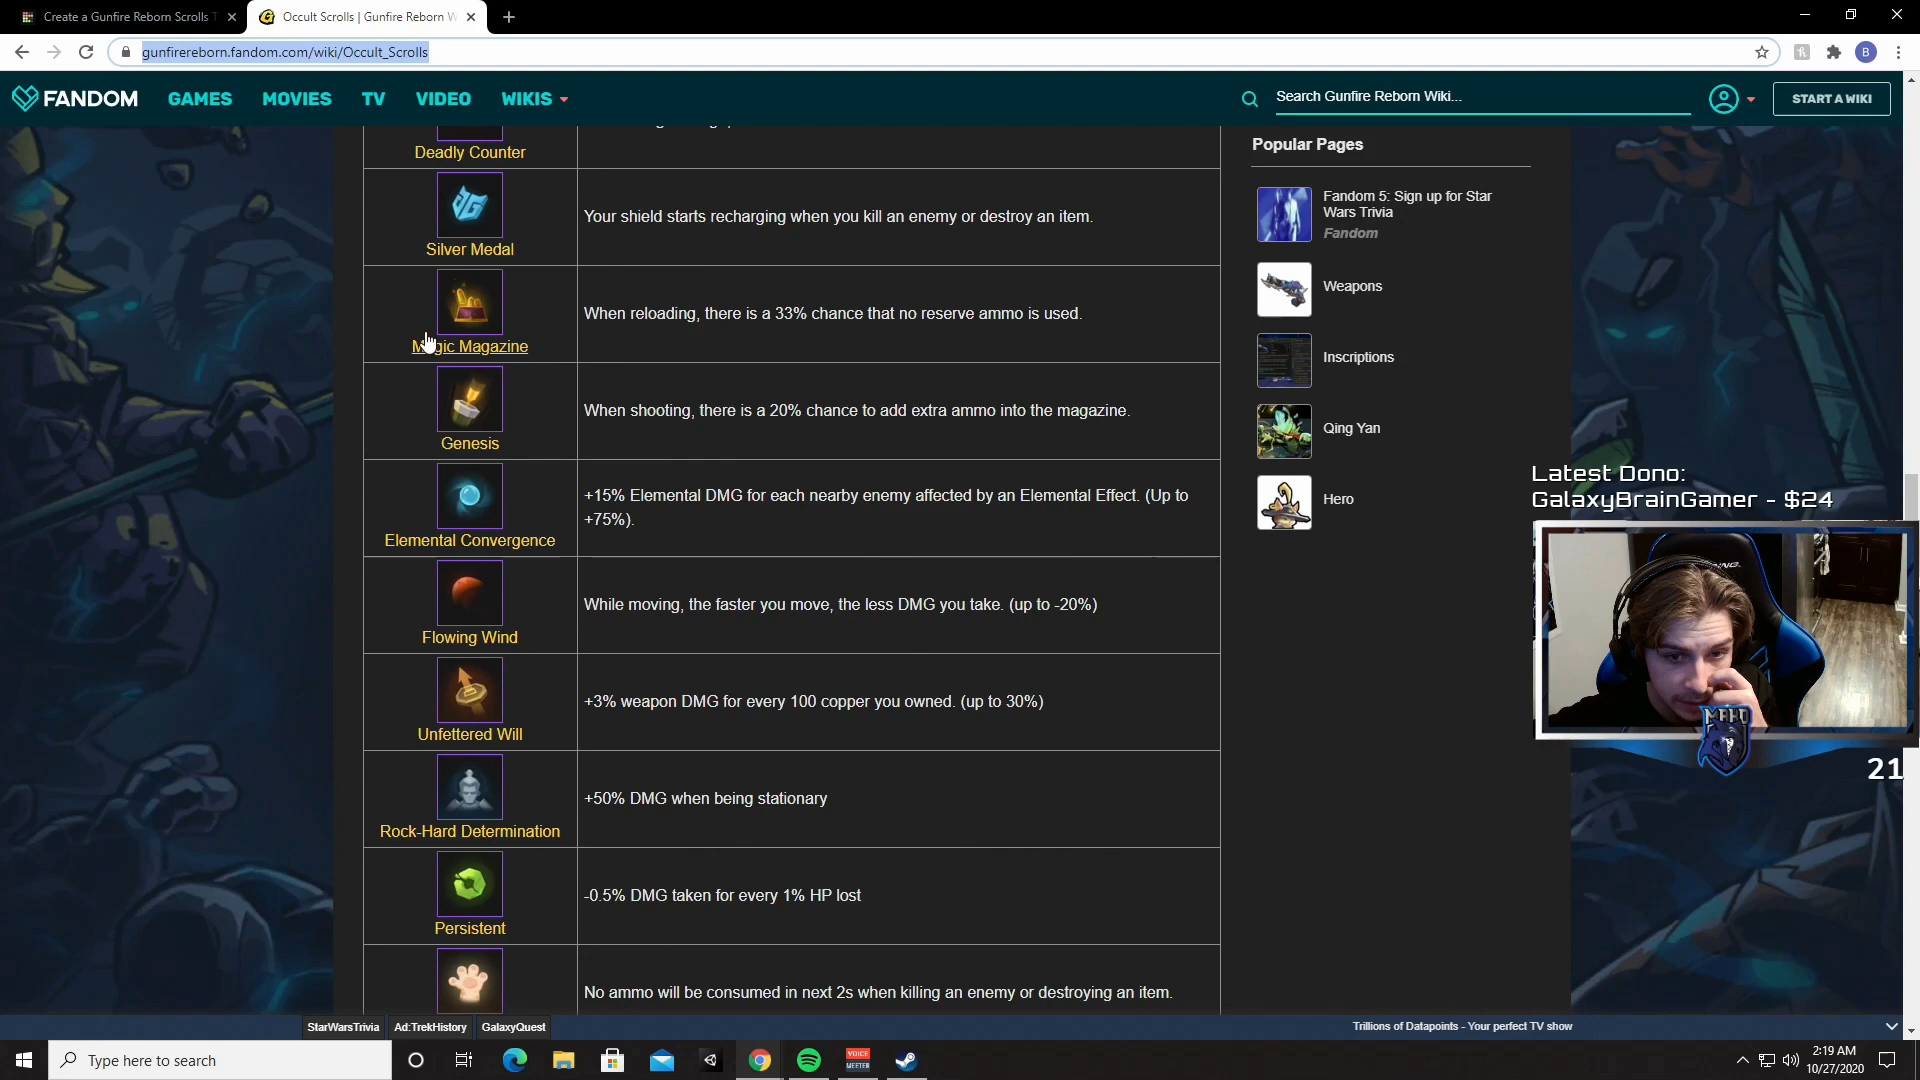 Create a Gunfire Reborn Scrolls T
Occult Scrolls | Gunfire Reborn W
gunfirereborn.fandom.com/wiki/Occult_Scrolls
B
FANDOM
GAMES
MOVIES
TV
VIDEO
WIKIS
Search Gunfire Reborn Wiki...
START A WIKI
Deadly Counter
Silver Medal
Your shield starts recharging when you kill an enemy or destroy an item.
Magic Magazine
When reloading, there is a 33% chance that no reserve ammo is used.
Genesis
When shooting, there is a 20% chance to add extra ammo into the magazine.
Elemental Convergence
+15% Elemental DMG for each nearby enemy affected by an Elemental Effect. (Up to
+75%).
Flowing Wind
While moving, the faster you move, the less DMG you take. (up to -20%)
Unfettered Will
+3% weapon DMG for every 100 copper you owned. (up to 30%)
Rock-Hard Determination
+50% DMG when being stationary
Persistent
-0.5% DMG taken for every 1% HP lost
No ammo will be consumed in next 2s when killing an enemy or destroying an item.
Popular Pages
Fandom 5: Sign up for Star
Wars Trivia
Fandom
Weapons
Inscriptions
Qing Yan
Hero
Latest Dono:
GalaxyBrainGamer - $24
21
StarWarsTrivia
Ad:TrekHistory
GalaxyQuest
Trillions of Datapoints - Your perfect TV show
Type here to search
VOICE
MEETER
2:19 AM
10/27/2020